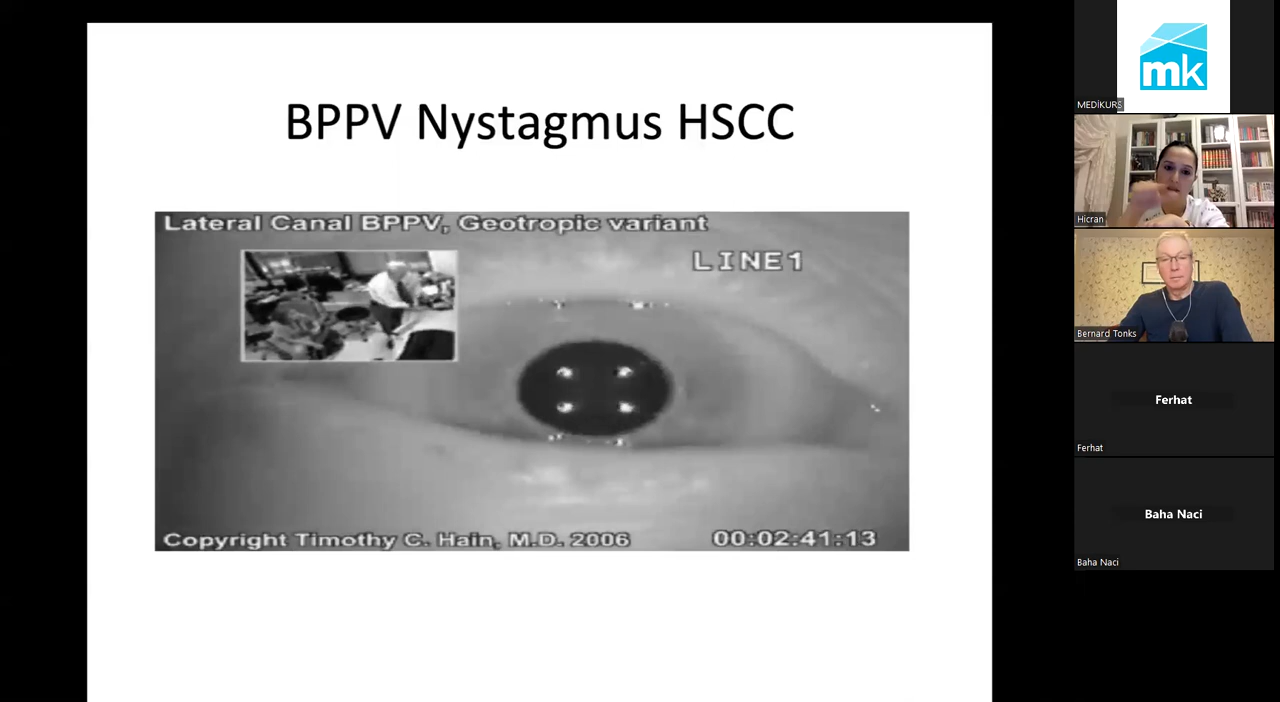 BPPV Nystagmus HSCC
Lateral Canal BPPV, Geotropic variant
LINE1
Copyright Timothy C. Hain, M.D. 2006
00:02:41:13
mk
MEDİKURS
Hicran
Bernard Tonks
Ferhat
Ferhat
Baha Naci
Baha Naci